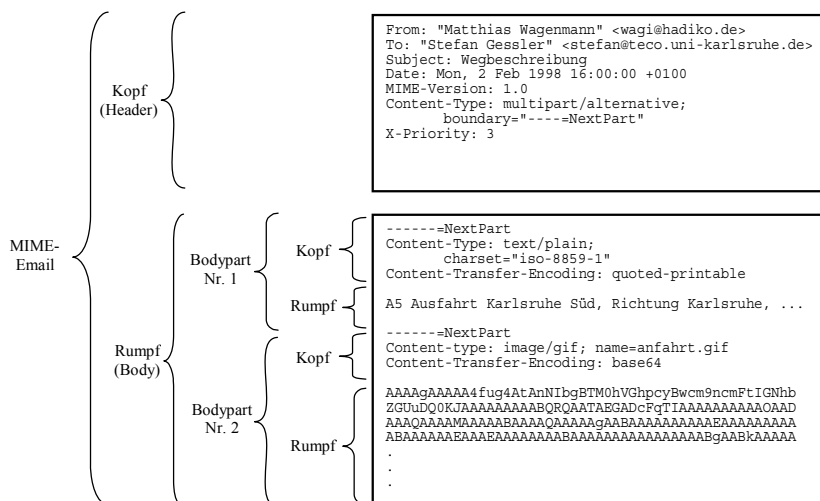 From: "Matthias Wagenmann" <wagi@hadiko.de>
To: "Stefan Gessler" <stefan@teco.uni-karlsruhe.de>
Subject: Wegbeschreibung
Date: Mon, 2 Feb 1998 16:00:00 +0100
MIME-Version: 1.0
Content-Type: multipart/alternative;
boundary="----=NextPart"
X-Priority: 3
Kopf
(Header)
MIME-
Email
Rumpf
(Body)
Bodypart
Nr. 1
Kopf
------=NextPart
Content-Type: text/plain;
charset="iso-8859-1"
Content-Transfer-Encoding: quoted-printable
Rumpf
A5 Ausfahrt Karlsruhe Süd, Richtung Karlsruhe, ...
Bodypart
Nr. 2
Kopf
------=NextPart
Content-type: image/gif; name=anfahrt.gif
Content-Transfer-Encoding: base64
Rumpf
AAAAgAAAAA4fug4AtAnNIbgBTM0hVGhpcyBwcm9ncmFtIGNhb
ZGUuDQ0KJAAAAAAAAABQRQAATAEGADcFqTIAAAAAAAAAAOAAD
AAAQAAAAMAAAAABAAAAQAAAAAgAABAAAAAAAAAAEAAAAAAAAA
ABAAAAAAEAAAEAAAAAAAAABAAAAAAAAAAAAAAAAABgAABkAAAAA
.
.
.